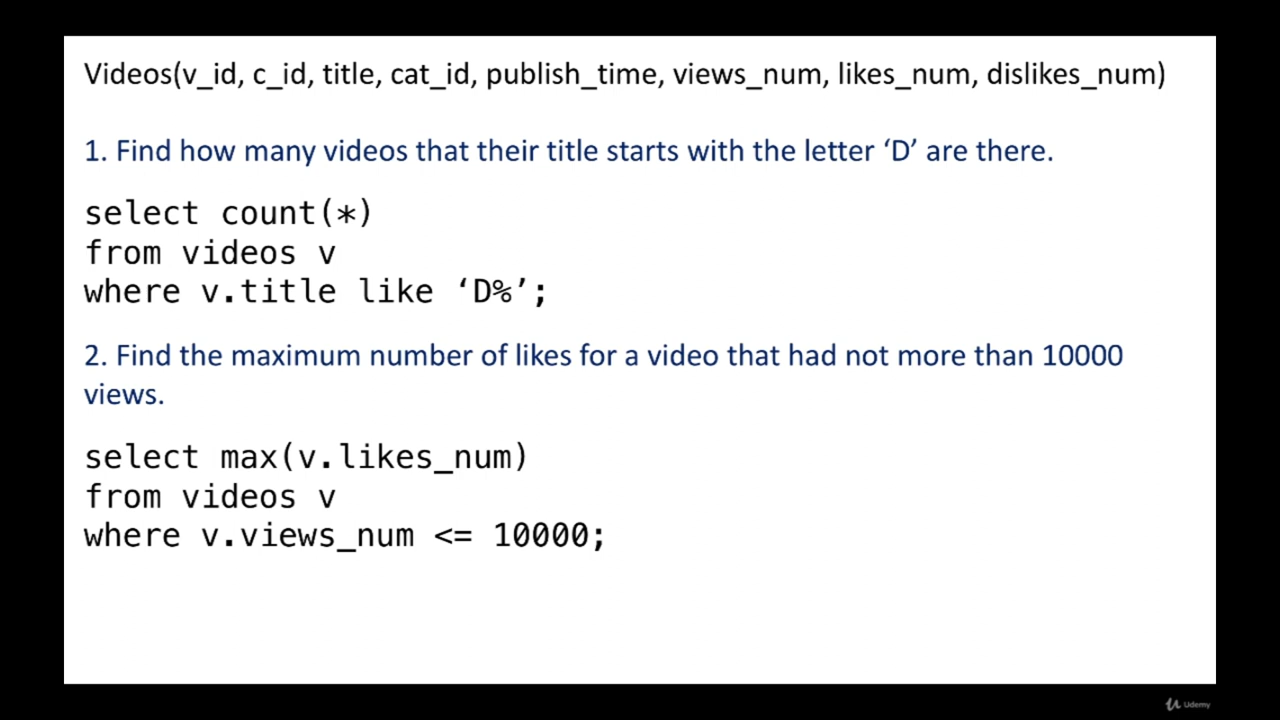 Videos(v_id, c_id, title, cat_id, publish_time, views_num, likes_num, dislikes_num)
1. Find how many videos that their title starts with the letter ‘D’ are there.
select count(*)
from videos v
where v.title like ‘D%’;
2. Find the maximum number of likes for a video that had not more than 10000
views.
select max(v.likes_num)
from videos v
where v.views_num <= 10000;
Udemy